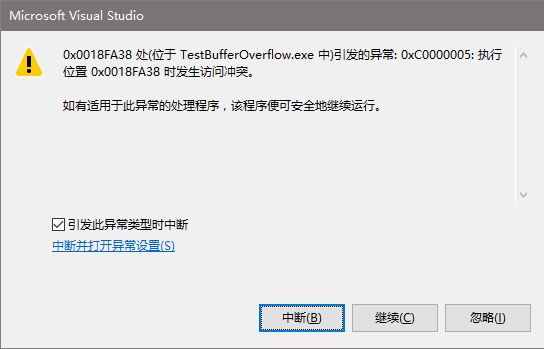 Microsoft Visual Studio
0x0018FA38 处(位于 TestBufferOverflow.exe 中)引发的异常: 0xC0000005: 执行
位置 0x0018FA38 时发生访问冲突。
如有适用于此异常的处理程序，该程序便可安全地继续运行。
引发此异常类型时中断
中断并打开异常设置(S)
中断(B)
继续(C)
忽略(I)